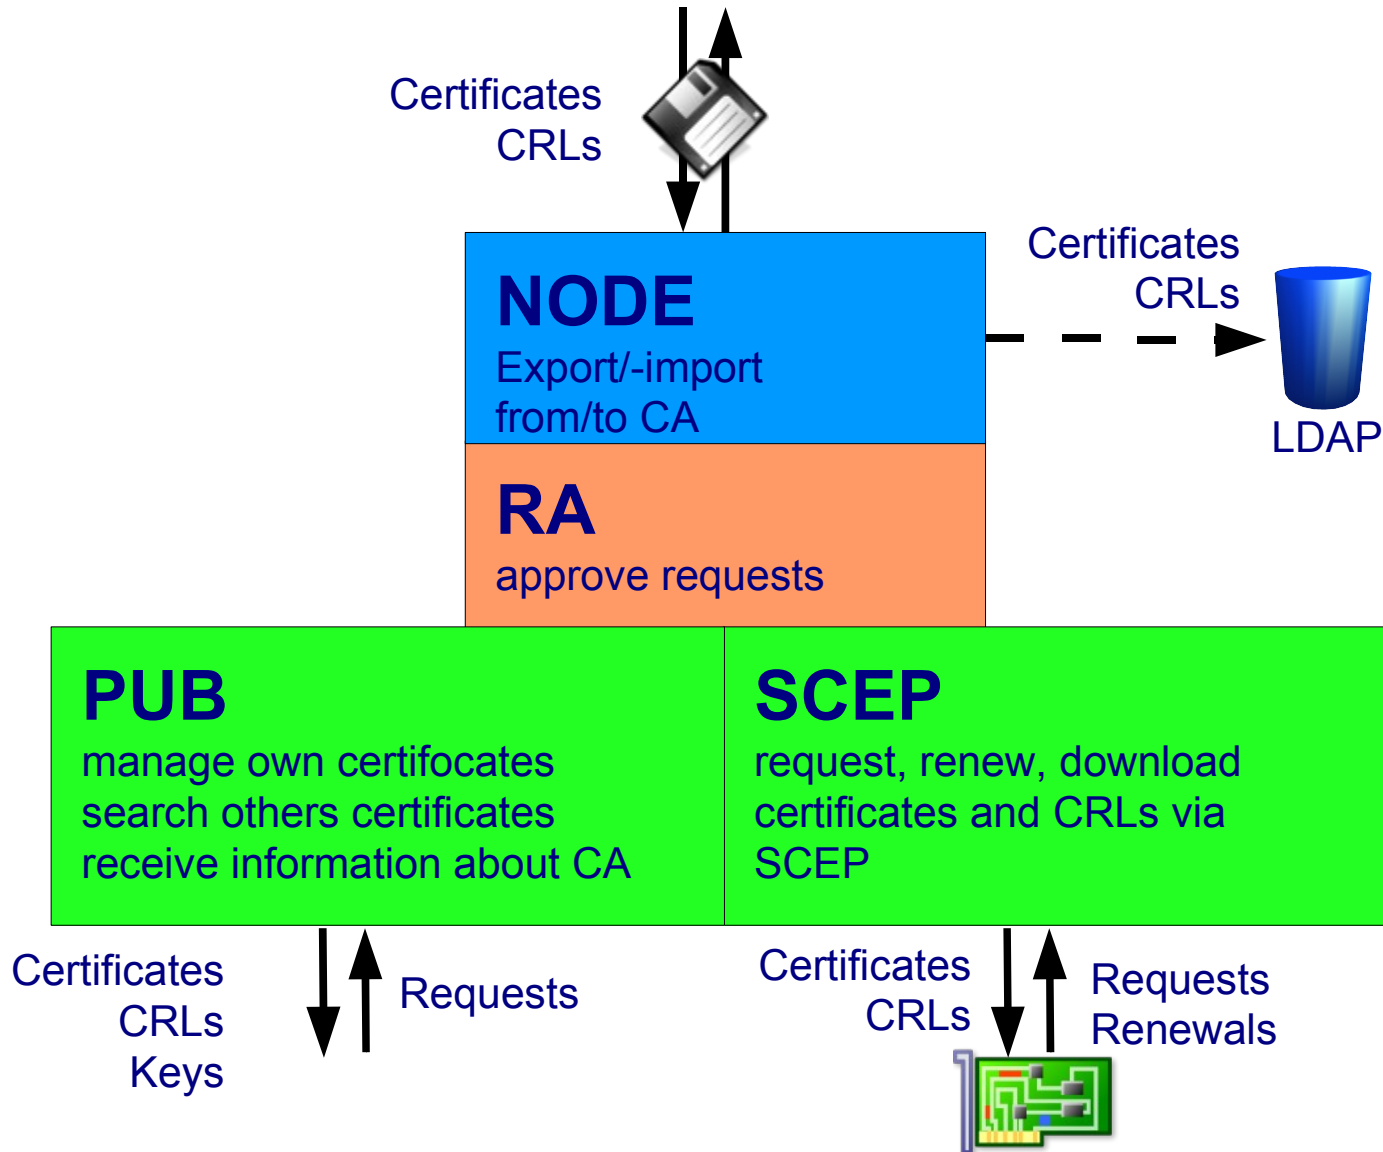 Certificates
CRLs
NODE
Export/-import
from/to CA
Certificates
CRLs
LDAP
RA
approve requests
PUB
manage own certifocates
search others certificates
receive information about CA
SCEP
request, renew, download
certificates and CRLs via
SCEP
Certificates
CRLs
Keys
Requests
Certificates
CRLs
Requests
Renewals